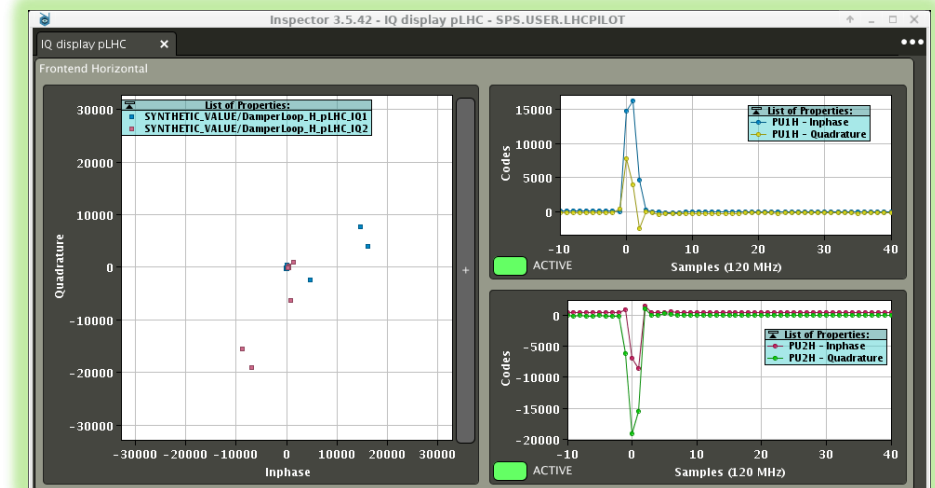 Inspector 3.5.42 - IQ display pLHC - SPS.USER.LHCPILOT
IQ display pLHC
Frontend Horizontal
30000
20000
10000
0
-10000
-20000
-30000
Quadrature
List of Properties:
SYNTHETIC_VALUE/DamperLoop_H_pLHC_IQ1
SYNTHETIC_VALUE/DamperLoop_H_pLHC_IQ2
-30000 -20000 -10000 0 10000 20000 30000
Inphase
+
15000
10000
5000
0
Codes
List of Properties:
PU1H - Inphase
PU1H - Quadrature
-10 0 10 20 30 40
ACTIVE
Samples (120 MHz)
0
-5000
-10000
-15000
-20000
Codes
List of Properties:
PU2H - Inphase
PU2H - Quadrature
-10 0 10 20 30 40
ACTIVE
Samples (120 MHz)